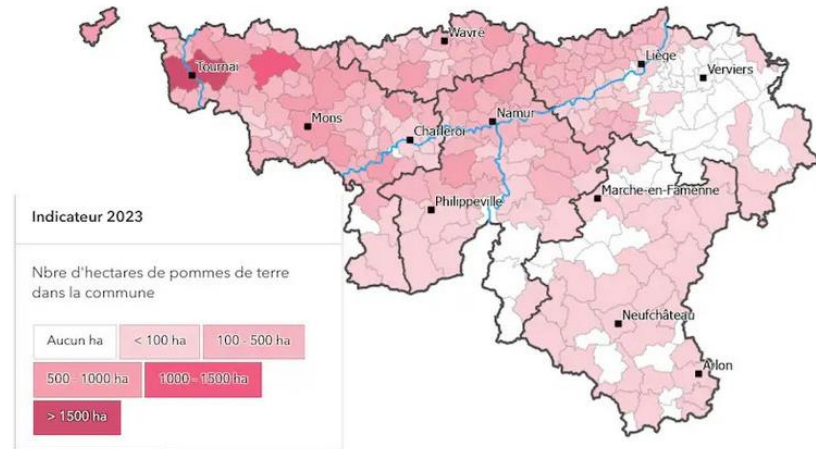 Wavre
Tournai
Liège
Verviers
Mons
Namur
Charleroi
Marche-en-Famenne
Philippeville
Indicateur 2023
Nbre d'hectares de pommes de terre
dans la commune
Neufchâteau
Aucun ha
< 100 ha
100 - 500 ha
Arlon
500 - 1000 ha
1000 - 1500 ha
> 1500 ha